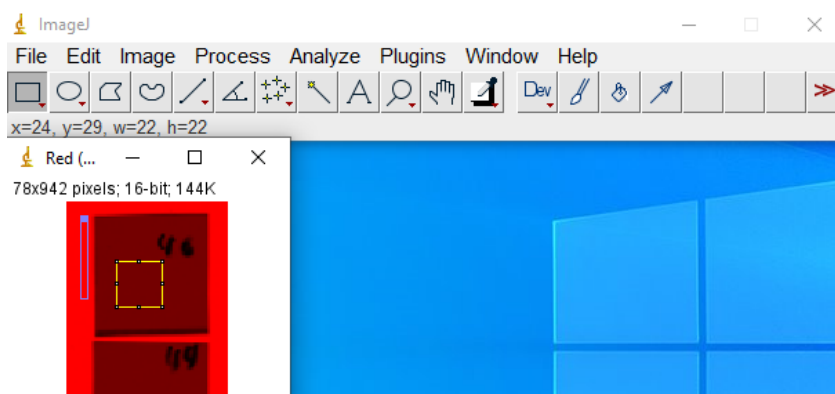 ImageJ
File Edit Image Process Analyze Plugins Window Help
A Dev >>
x=24, y=29, w=22, h=22
Red (...
78x942 pixels; 16-bit; 144K
49